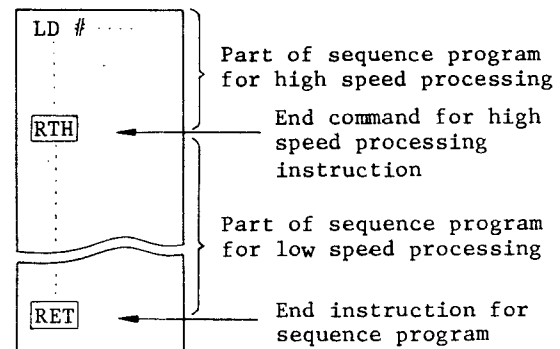 LD # ....
Part of sequence program
for high speed processing
RTH
End command for high
speed processing
instruction
Part of sequence program
for low speed processing
RET
End instruction for
sequence program